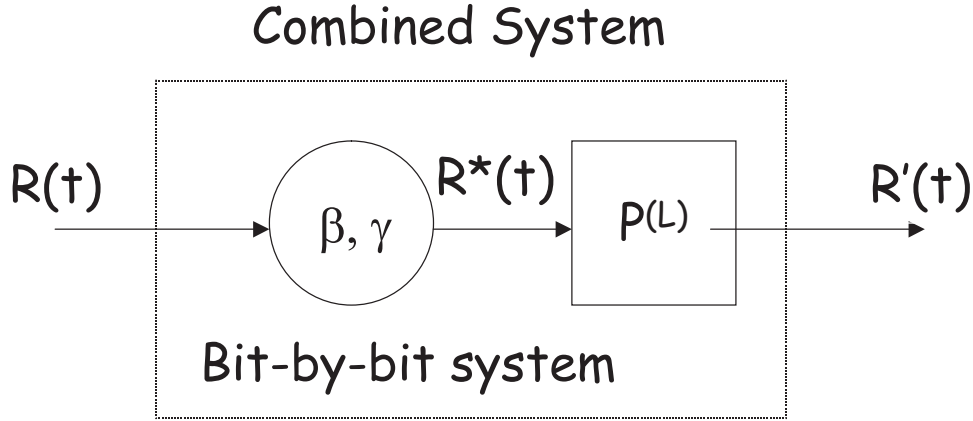 Combined System
R(t)
β, γ
R*(t)
P(L)
R'(t)
Bit-by-bit system